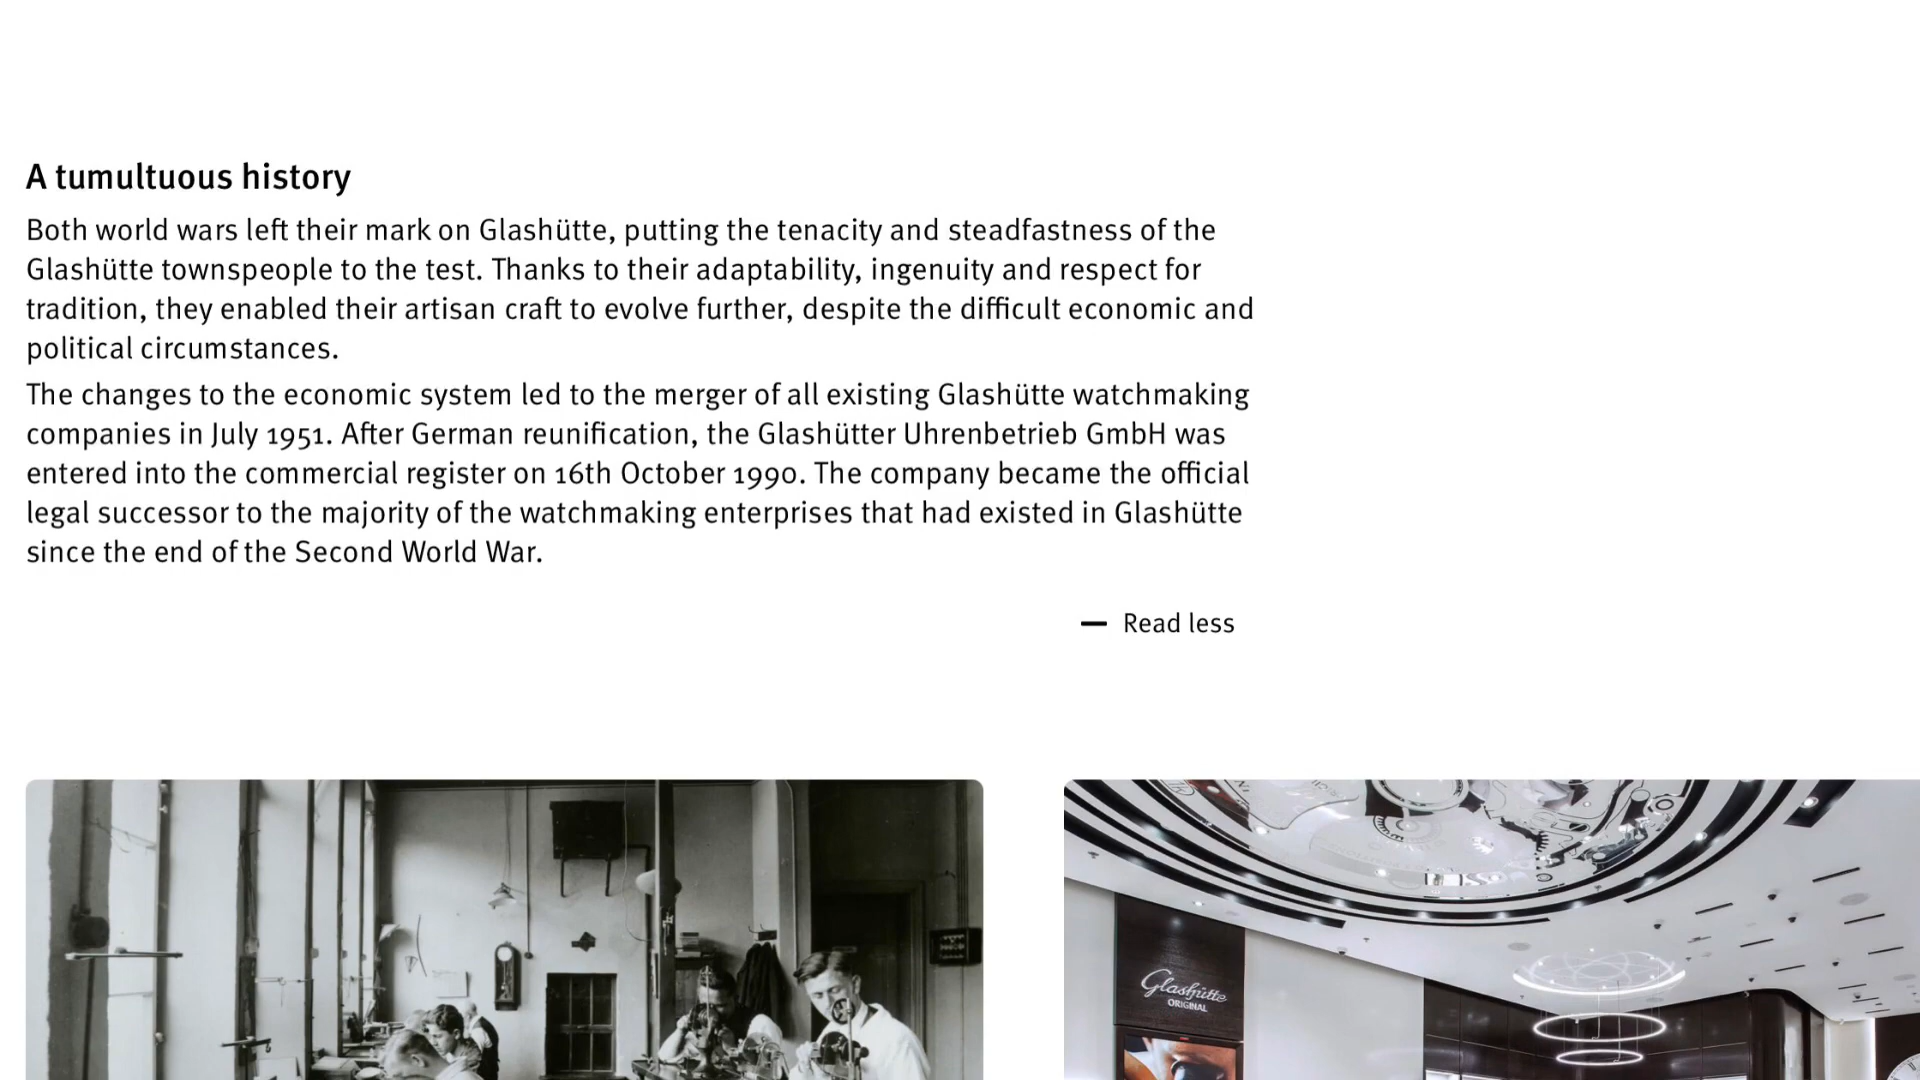 A tumultuous history
Both world wars left their mark on Glashütte, putting the tenacity and steadfastness of the
Glashütte townspeople to the test. Thanks to their adaptability, ingenuity and respect for
tradition, they enabled their artisan craft to evolve further, despite the difficult economic and
political circumstances.
The changes to the economic system led to the merger of all existing Glashütte watchmaking
companies in July 1951. After German reunification, the Glashütter Uhrenbetrieb GmbH was
entered into the commercial register on 16th October 1990. The company became the official
legal successor to the majority of the watchmaking enterprises that had existed in Glashütte
since the end of the Second World War.
Read less
Glashütte
ORIGINAL